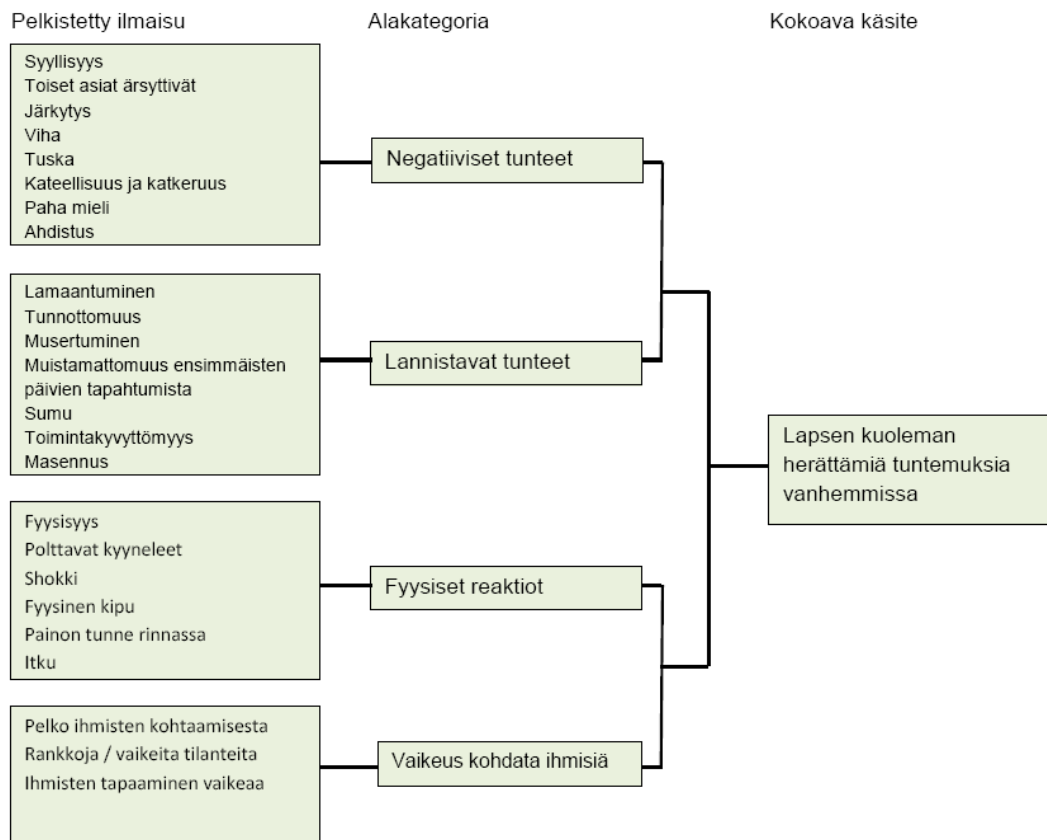 Pelkistetty ilmaisu
Alakategoria
Kokoava käsite
Syyllisyys
Toiset asiat ärsyttivät
Järkytys
Viha
Tuska
Kateellisuus ja katkeruus
Paha mieli
Ahdistus
Negatiiviset tunteet
Lamaantuminen
Tunnottomuus
Musertuminen
Muistamattomuus ensimmäisten
päivien tapahtumista
Sumu
Toimintakyvyttömyys
Masennus
Lannistavat tunteet
Fyysisyys
Polttavat kyyneleet
Shokki
Fyysinen kipu
Painon tunne rinnassa
Itku
Fyysiset reaktiot
Pelko ihmisten kohtaamisesta
Rankkoja / vaikeita tilanteita
Ihmisten tapaaminen vaikeaa
Vaikeus kohdata ihmisiä
Lapsen kuoleman
herättämiä tuntemuksia
vanhemmissa